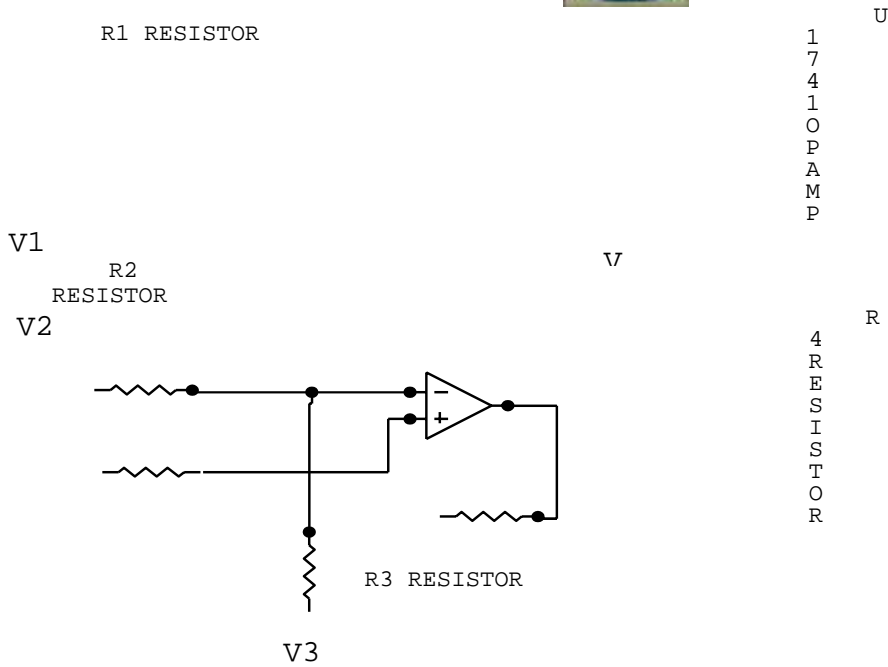 R1 RESISTOR
U
1
7
4
1
O
P
A
M
P
V1
R2
RESISTOR
V
V2
R
4
R
E
S
I
S
T
O
R
−
+
R3 RESISTOR
V3